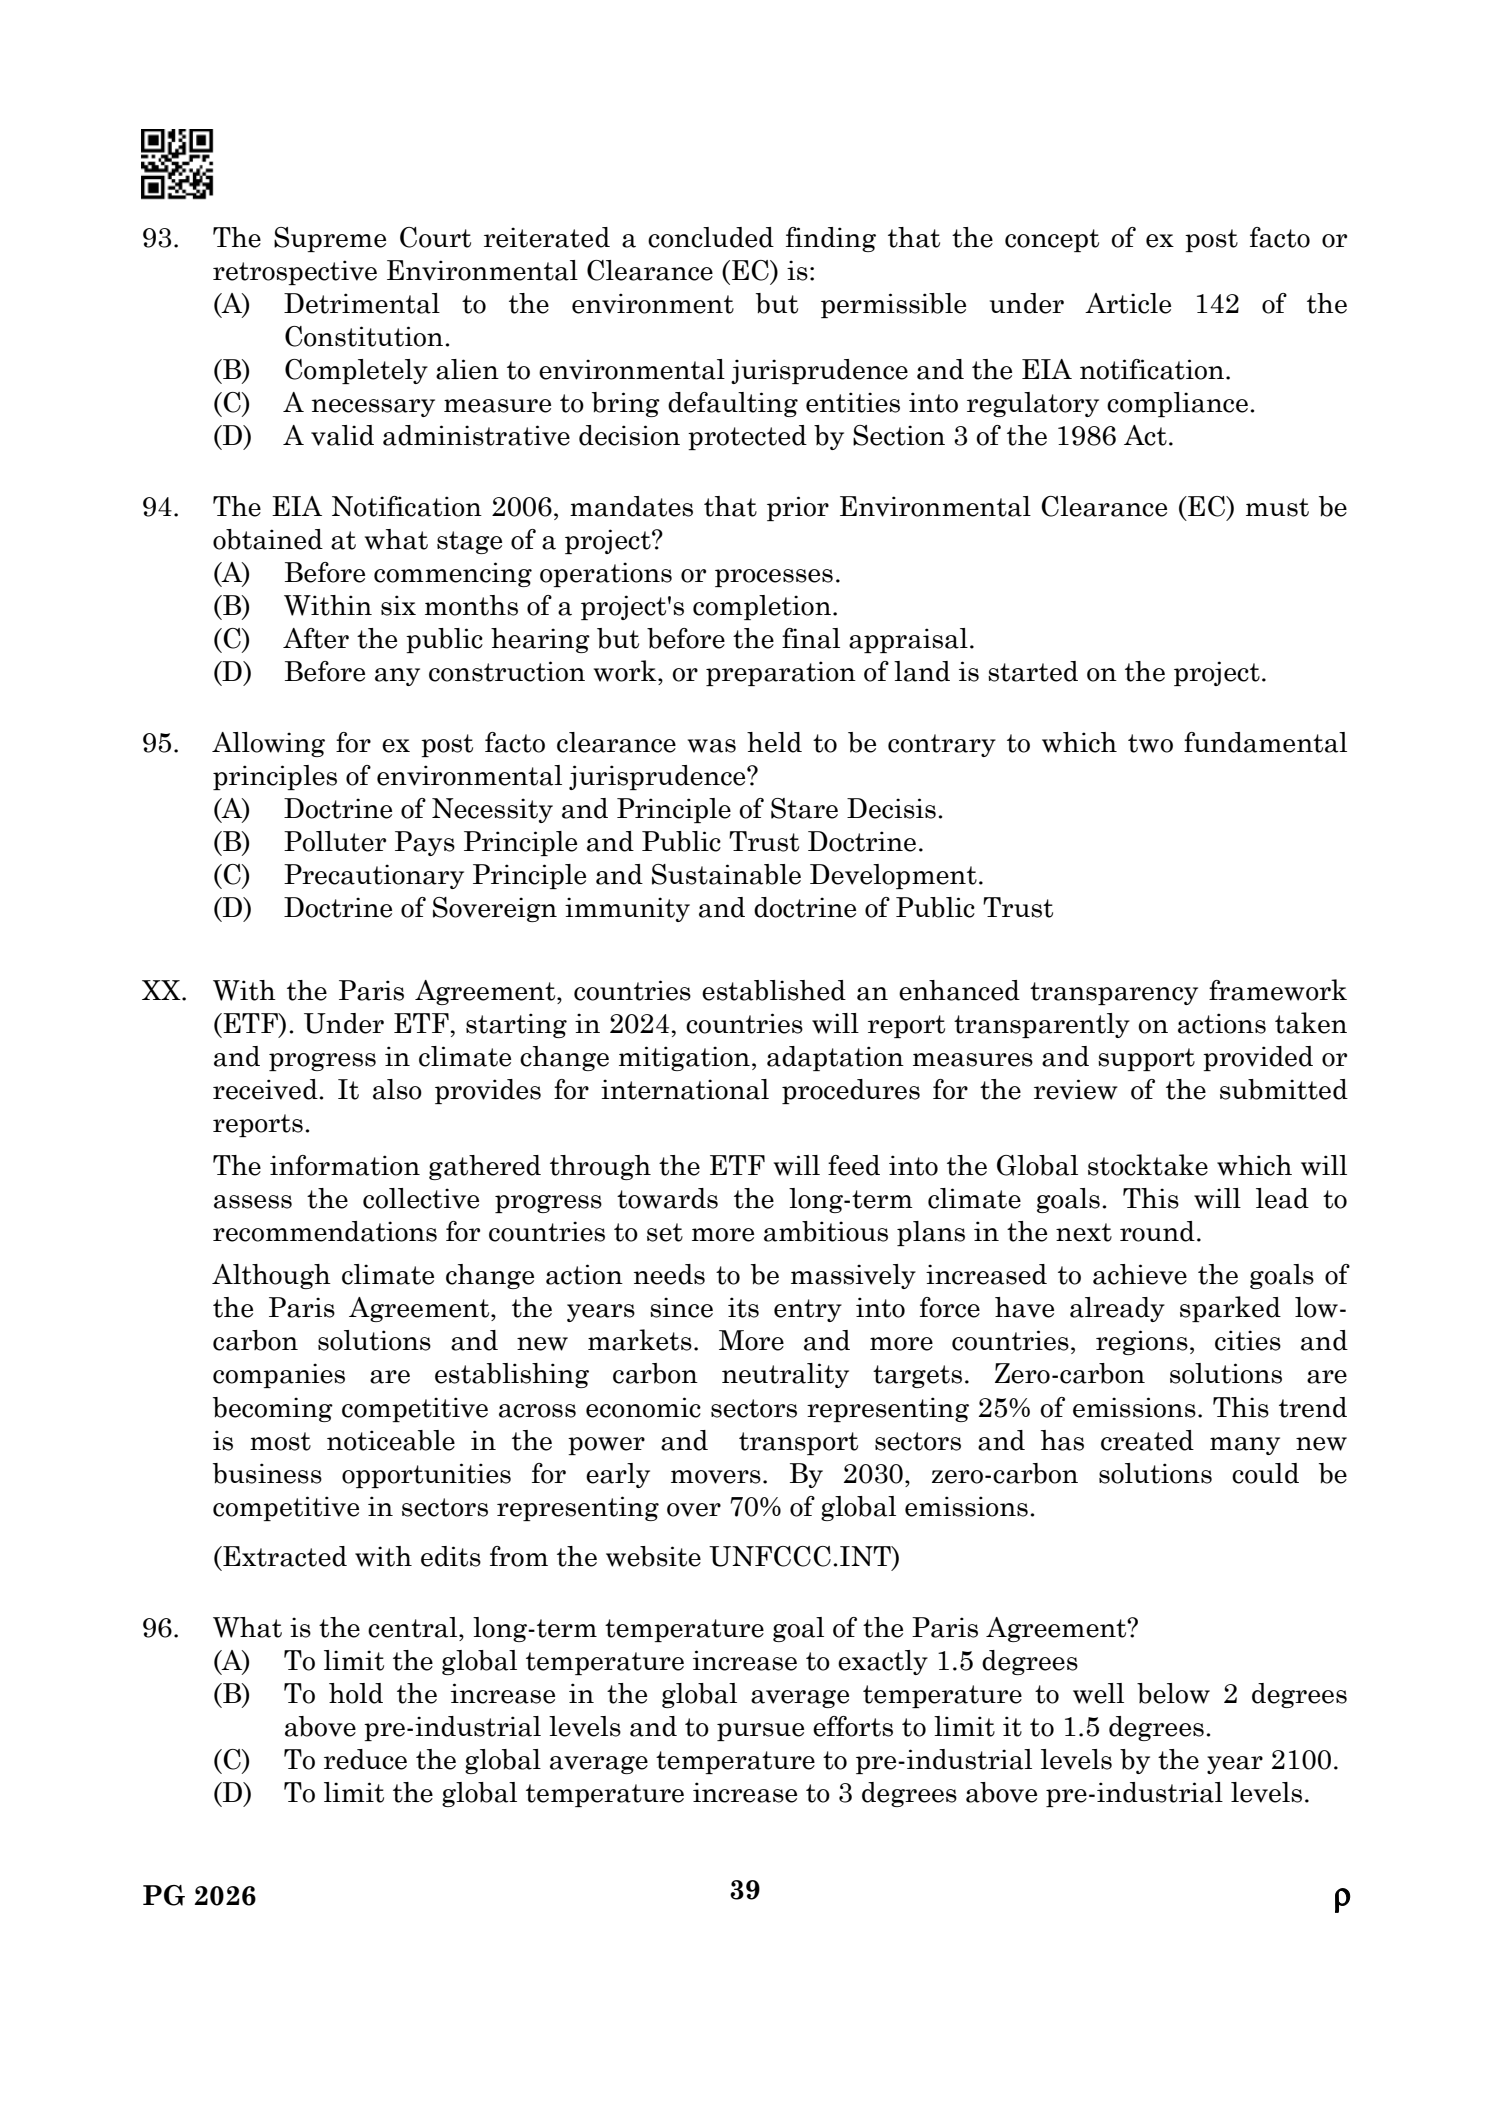 93. The Supreme Court reiterated a concluded finding that the concept of ex post facto or
retrospective Environmental Clearance (EC) is:
(A) Detrimental to the environment but permissible under Article 142 of the
Constitution.
(B) Completely alien to environmental jurisprudence and the EIA notification.
(C) A necessary measure to bring defaulting entities into regulatory compliance.
(D) A valid administrative decision protected by Section 3 of the 1986 Act.
94. The EIA Notification 2006, mandates that prior Environmental Clearance (EC) must be
obtained at what stage of a project?
(A) Before commencing operations or processes.
(B) Within six months of a project's completion.
(C) After the public hearing but before the final appraisal.
(D) Before any construction work, or preparation of land is started on the project.
95. Allowing for ex post facto clearance was held to be contrary to which two fundamental
principles of environmental jurisprudence?
(A) Doctrine of Necessity and Principle of Stare Decisis.
(B) Polluter Pays Principle and Public Trust Doctrine.
(C) Precautionary Principle and Sustainable Development.
(D) Doctrine of Sovereign immunity and doctrine of Public Trust
XX. With the Paris Agreement, countries established an enhanced transparency framework
(ETF). Under ETF, starting in 2024, countries will report transparently on actions taken
and progress in climate change mitigation, adaptation measures and support provided or
received. It also provides for international procedures for the review of the submitted
reports.
The information gathered through the ETF will feed into the Global stocktake which will
assess the collective progress towards the long-term climate goals. This will lead to
recommendations for countries to set more ambitious plans in the next round.
Although climate change action needs to be massively increased to achieve the goals of
the Paris Agreement, the years since its entry into force have already sparked low-
carbon solutions and new markets. More and more countries, regions, cities and
companies are establishing carbon neutrality targets. Zero-carbon solutions are
becoming competitive across economic sectors representing 25% of emissions. This trend
is most noticeable in the power and transport sectors and has created many new
business opportunities for early movers. By 2030, zero-carbon solutions could be
competitive in sectors representing over 70% of global emissions.
(Extracted with edits from the website UNFCCC.INT)
96. What is the central, long-term temperature goal of the Paris Agreement?
(A) To limit the global temperature increase to exactly 1.5 degrees
(B) To hold the increase in the global average temperature to well below 2 degrees
above pre-industrial levels and to pursue efforts to limit it to 1.5 degrees.
(C) To reduce the global average temperature to pre-industrial levels by the year 2100.
(D) To limit the global temperature increase to 3 degrees above pre-industrial levels.
PG 2026 39 ρ